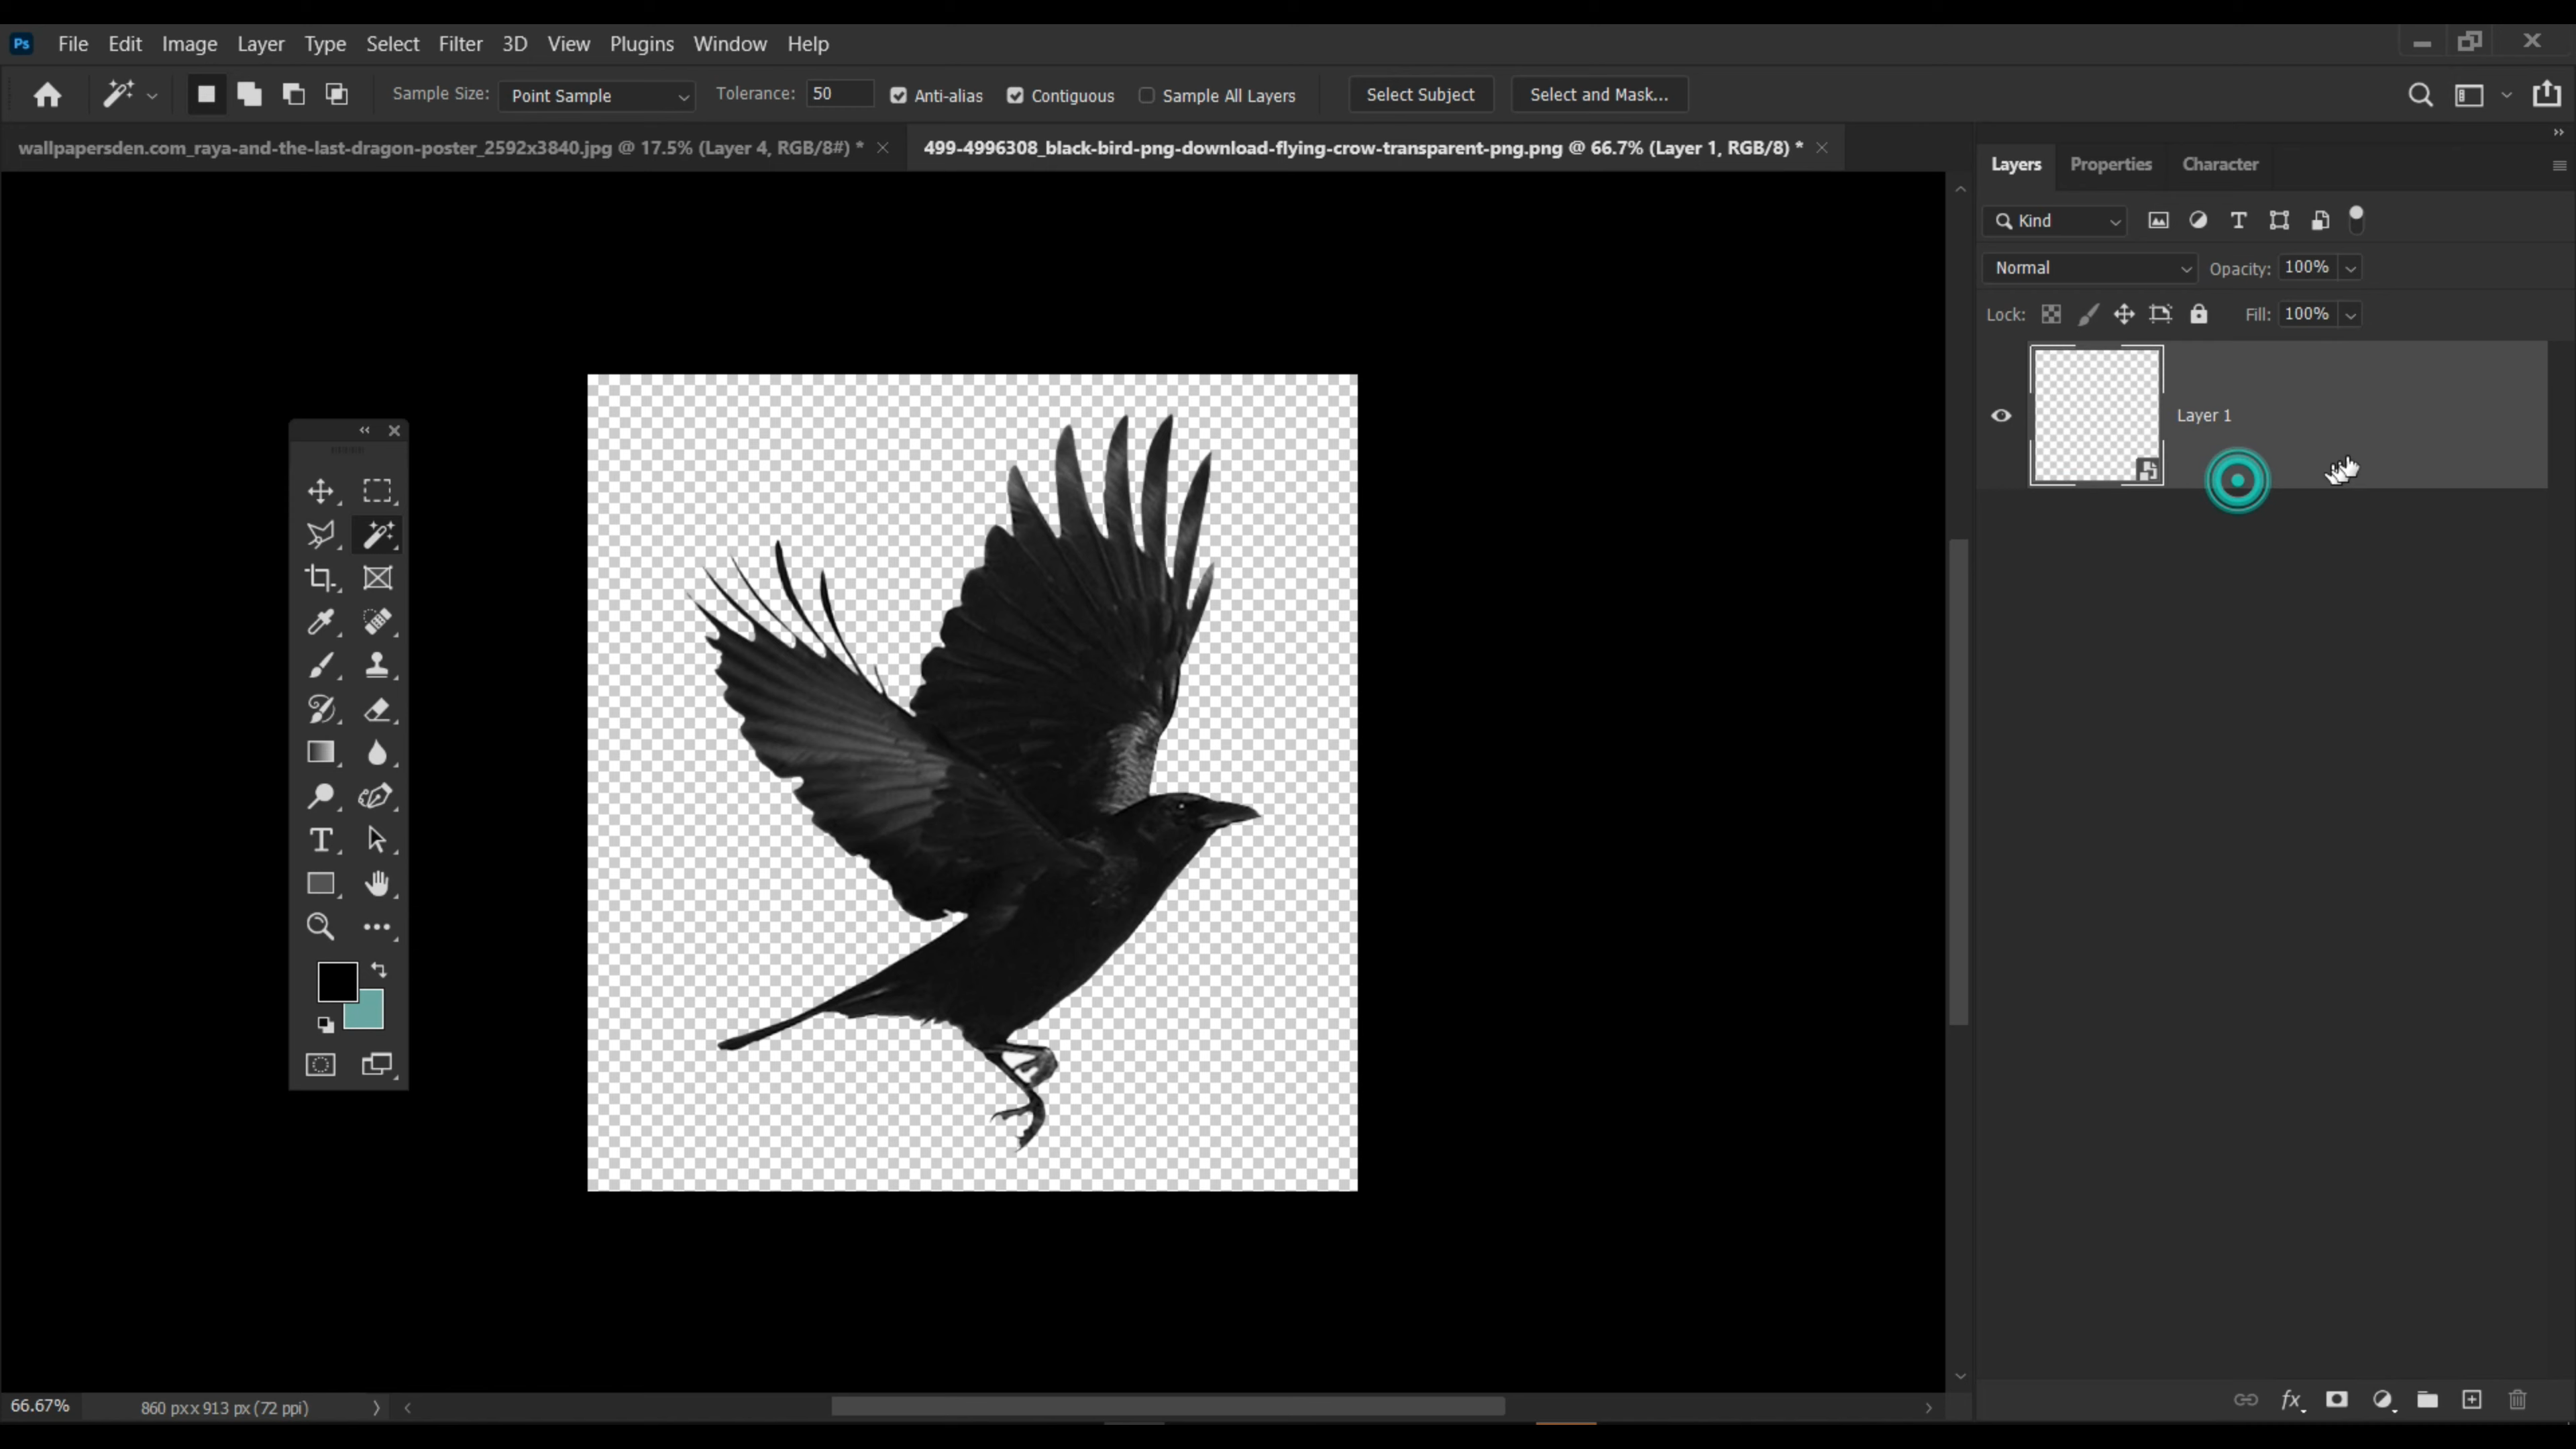 Ps File Edit Image Layer Type Select Filter 3D View Plugins Window Help
Sample Size: Point Sample Tolerance: 50 Anti-alias Contiguous Sample All Layers Select Subject Select and Mask...
wallpapersden.com_raya-and-the-last-dragon-poster_2592x3840.jpg @ 17.5% (Layer 4, RGB/8#) *
499-4996308_black-bird-png-download-flying-crow-transparent-png.png @ 66.7% (Layer 1, RGB/8) *
Layers Properties Character
Kind
Normal Opacity: 100%
Lock: Fill: 100%
Layer 1
66.67% 860 px x 913 px (72 ppi)
fx